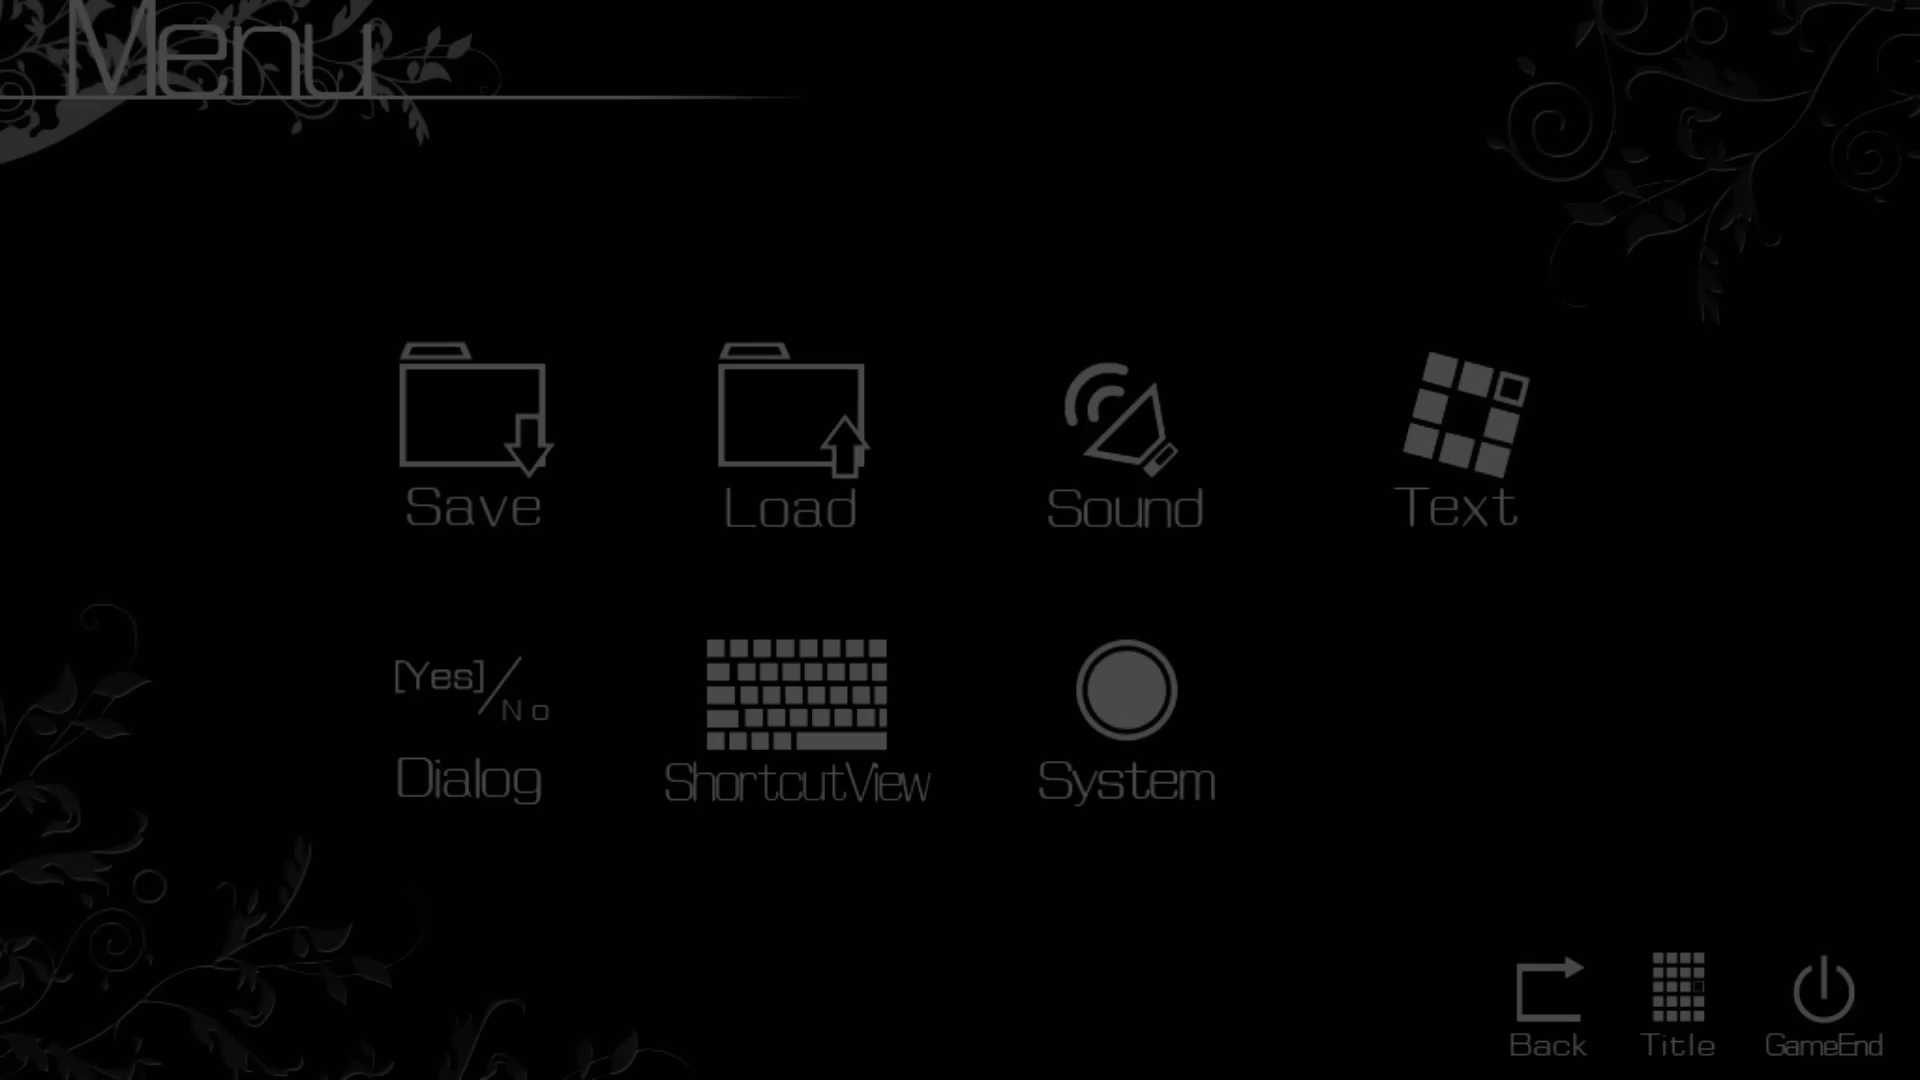 Menu
Save
Load
Sound
Text
[Yes]/No
Dialog
ShortcutView
System
Back
Title
GameEnd